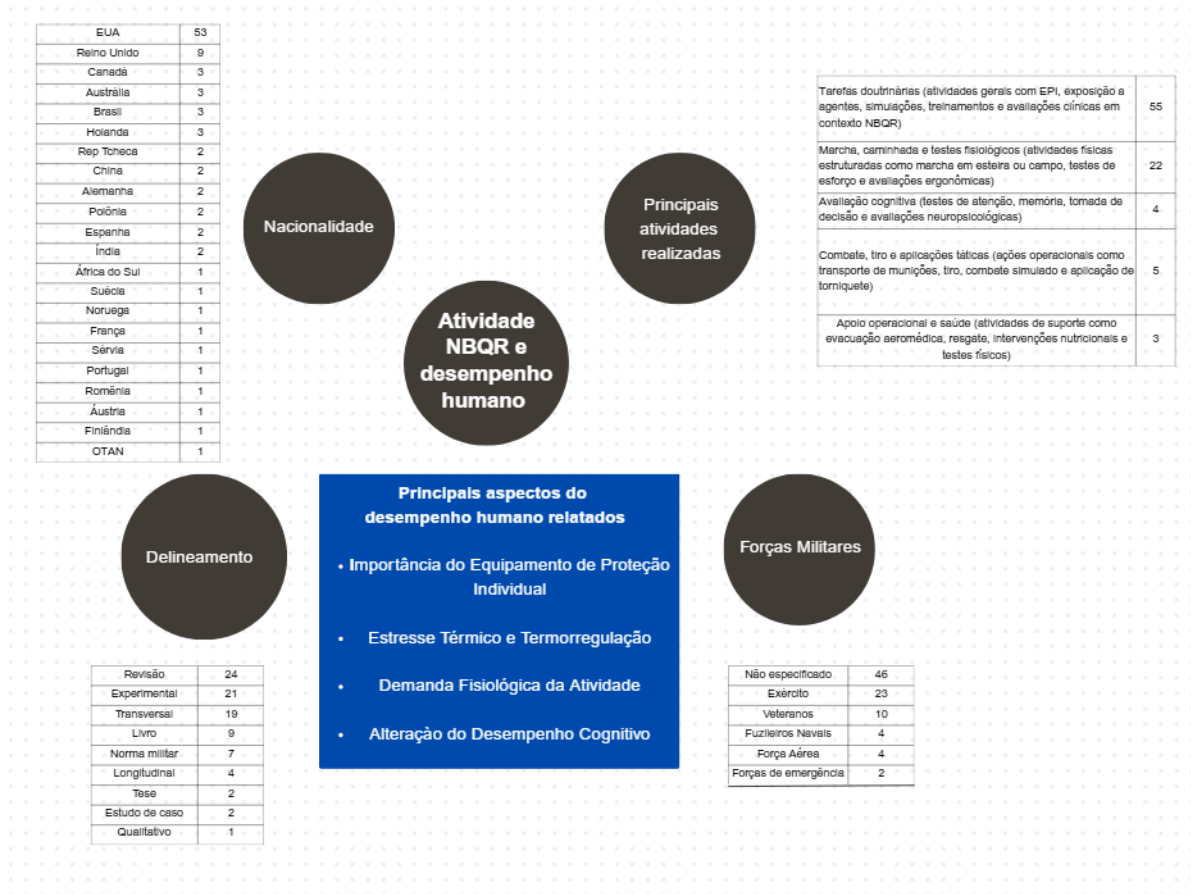 EUA 53
Reino Unido 9
Canadá 3
Austrália 3
Brasil 3
Holanda 3
Rep Tcheca 2
China 2
Alemanha 2
Polônia 2
Espanha 2
Índia 2
África do Sul 1
Suécia 1
Noruega 1
França 1
Sérvia 1
Portugal 1
Romênia 1
Áustria 1
Finlândia 1
OTAN 1
Nacionalidade
Principais
atividades
realizadas
Tarefas doutrinárias (atividades gerais com EPI, exposição a
agentes, simulações, treinamentos e avaliações clínicas em
contexto NBQR)
55
Marcha, caminhada e testes fisiológicos (atividades físicas
estruturadas como marcha em esteira ou campo, testes de
esforço e avaliações ergonômicas)
22
Avaliação cognitiva (testes de atenção, memória, tomada de
decisão e avaliações neuropsicológicas)
4
Combate, tiro e aplicações táticas (ações operacionais como
transporte de munições, tiro, combate simulado e aplicação de
torniquete)
5
Apoio operacional e saúde (atividades de suporte como
evacuação aeromédica, resgate, intervenções nutricionais e
testes físicos)
3
Atividade
NBQR e
desempenho
humano
Delineamento
Revisão 24
Experimental 21
Transversal 19
Livro 9
Norma militar 7
Longitudinal 4
Tese 2
Estudo de caso 2
Qualitativo 1
Principais aspectos do
desempenho humano relatados
• Importância do Equipamento de Proteção
Individual
• Estresse Térmico e Termorregulação
• Demanda Fisiológica da Atividade
• Alteraçào do Desempenho Cognitivo
Forças Militares
Não especificado 46
Exército 23
Veteranos 10
Fuzileiros Navais 4
Força Aérea 4
Forças de emergência 2